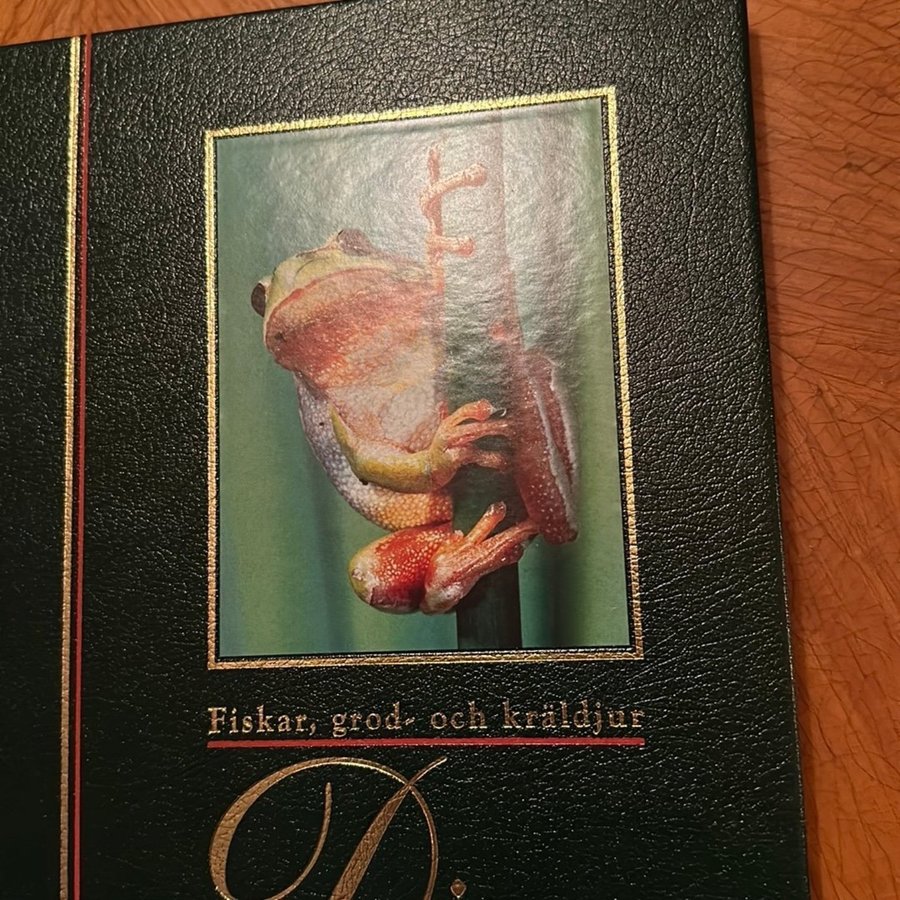 Fiskar, grod- och kräldjur